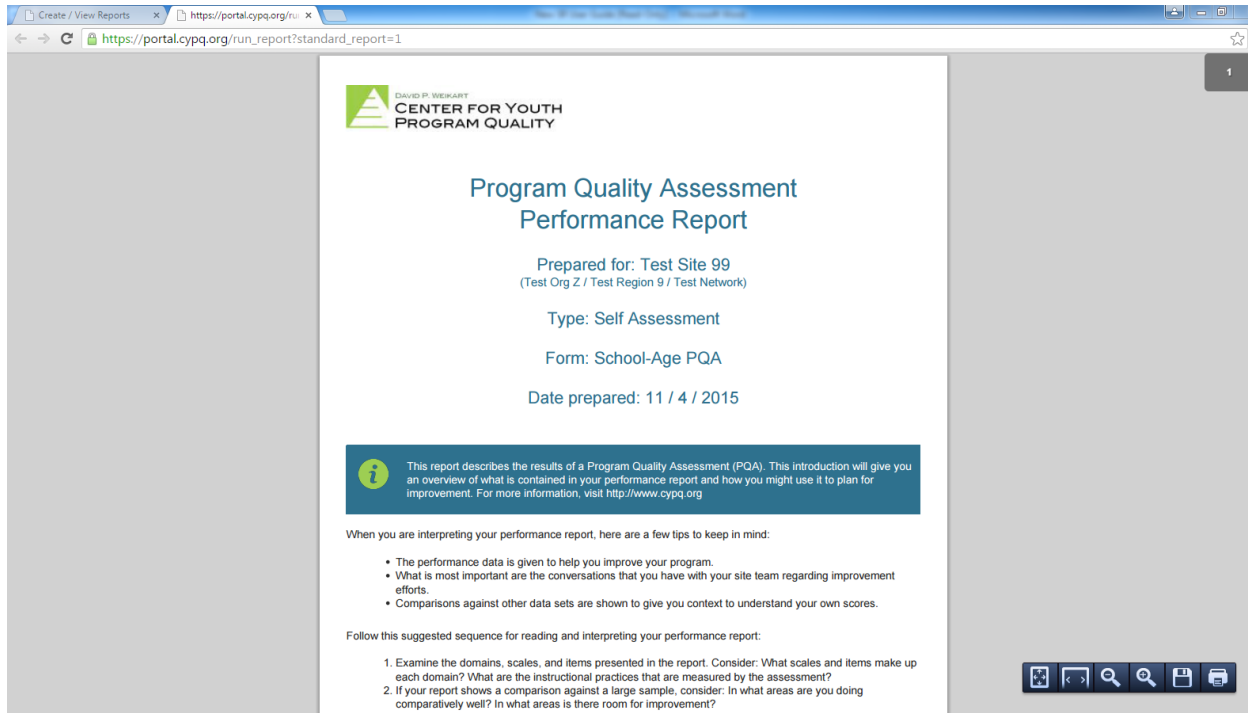 Create / View Reports
https://portal.cypq.org/ru
https://portal.cypq.org/run_report?standard_report=1
1
DAVID P. WEIKART
CENTER FOR YOUTH
PROGRAM QUALITY
Program Quality Assessment
Performance Report
Prepared for: Test Site 99
(Test Org Z / Test Region 9 / Test Network)
Type: Self Assessment
Form: School-Age PQA
Date prepared: 11 / 4 / 2015
This report describes the results of a Program Quality Assessment (PQA). This introduction will give you
an overview of what is contained in your performance report and how you might use it to plan for
improvement. For more information, visit http://www.cypq.org
When you are interpreting your performance report, here are a few tips to keep in mind:
• The performance data is given to help you improve your program.
• What is most important are the conversations that you have with your site team regarding improvement
efforts.
• Comparisons against other data sets are shown to give you context to understand your own scores.
Follow this suggested sequence for reading and interpreting your performance report:
1. Examine the domains, scales, and items presented in the report. Consider: What scales and items make up
each domain? What are the instructional practices that are measured by the assessment?
2. If your report shows a comparison against a large sample, consider: In what areas are you doing
comparatively well? In what areas is there room for improvement?